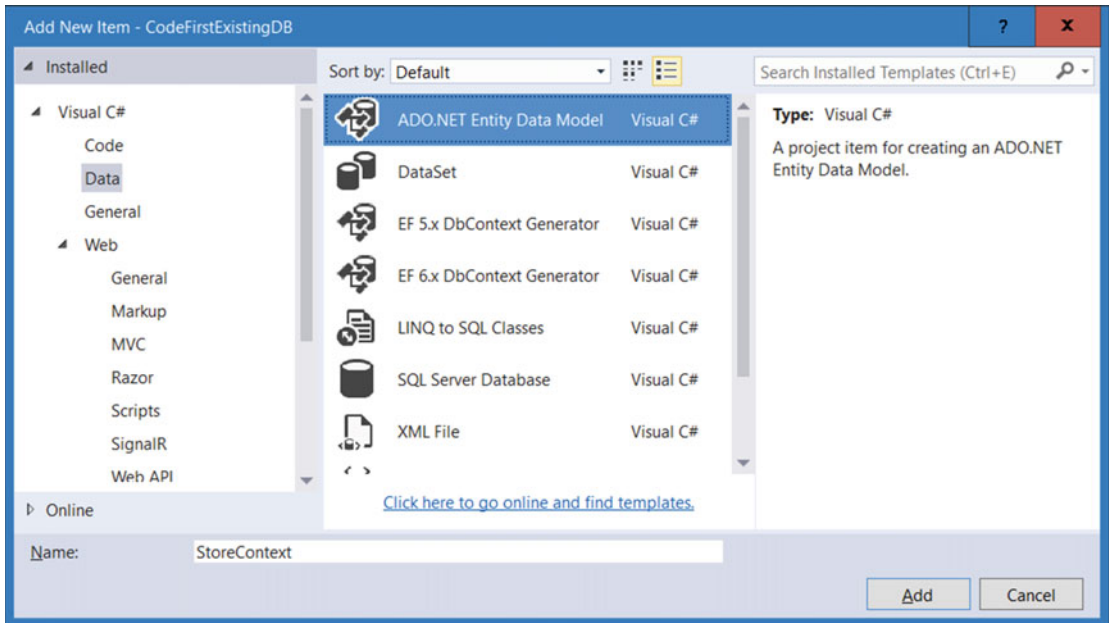 Add New Item - CodeFirstExistingDB
?
x
Installed
Sort by: Default
Search Installed Templates (Ctrl+E)
Visual C#
Code
Data
General
Web
General
Markup
MVC
Razor
Scripts
SignalR
Web API
Online
ADO.NET Entity Data Model Visual C#
DataSet Visual C#
EF 5.x DbContext Generator Visual C#
EF 6.x DbContext Generator Visual C#
LINQ to SQL Classes Visual C#
SQL Server Database Visual C#
XML File Visual C#
Click here to go online and find templates.
Type: Visual C#
A project item for creating an ADO.NET
Entity Data Model.
Name: StoreContext
Add
Cancel